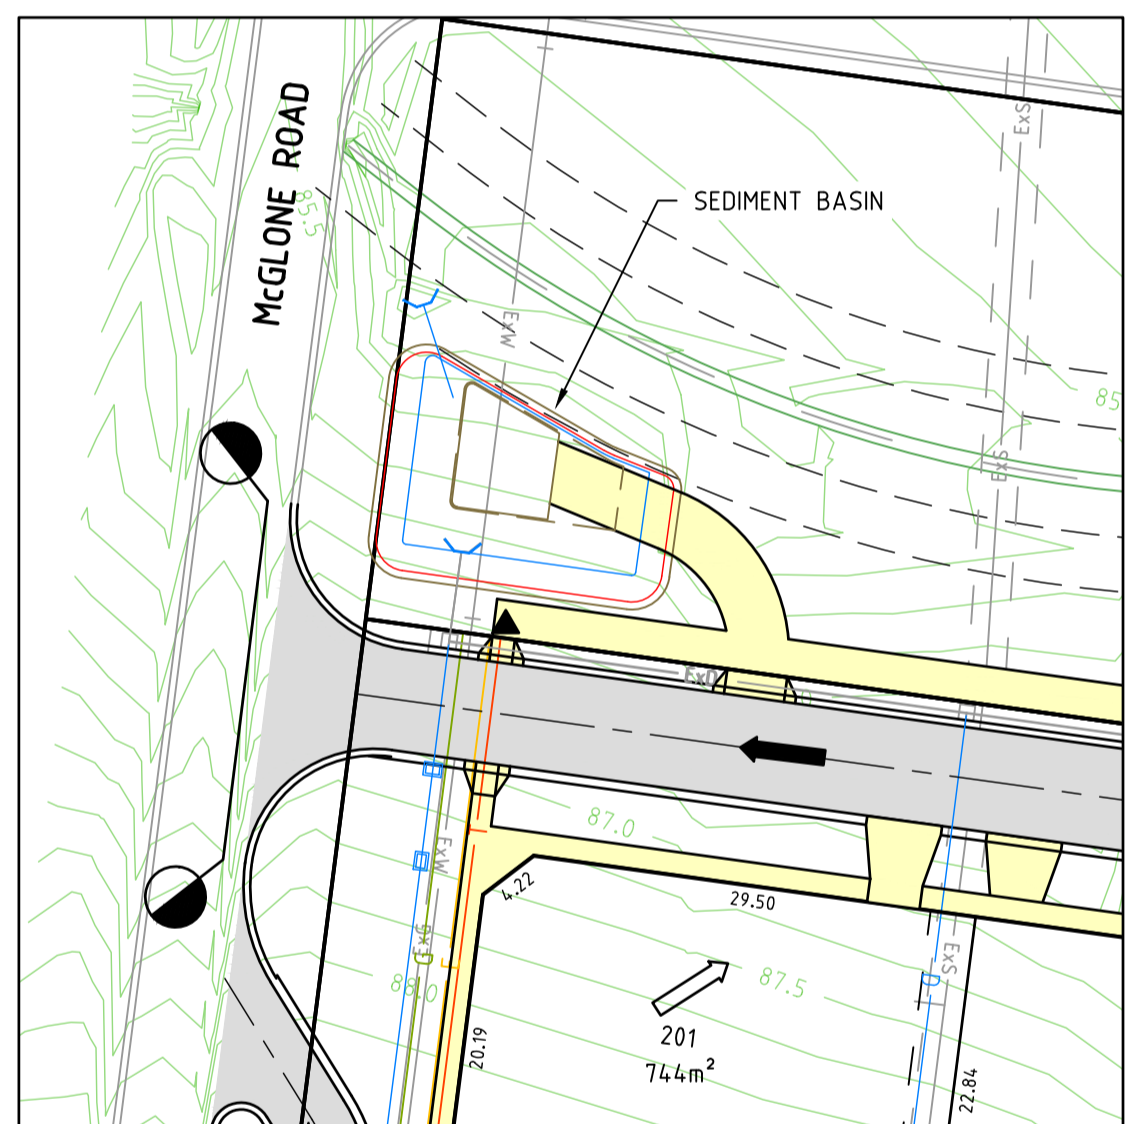 ExS
McGLONE ROAD
85.5
SEDIMENT BASIN
ExW
85
ExS
ExD
87.0
ExW
4.22
29.50
ExS
D
88.0
87.5
201
744m²
20.19
22.84